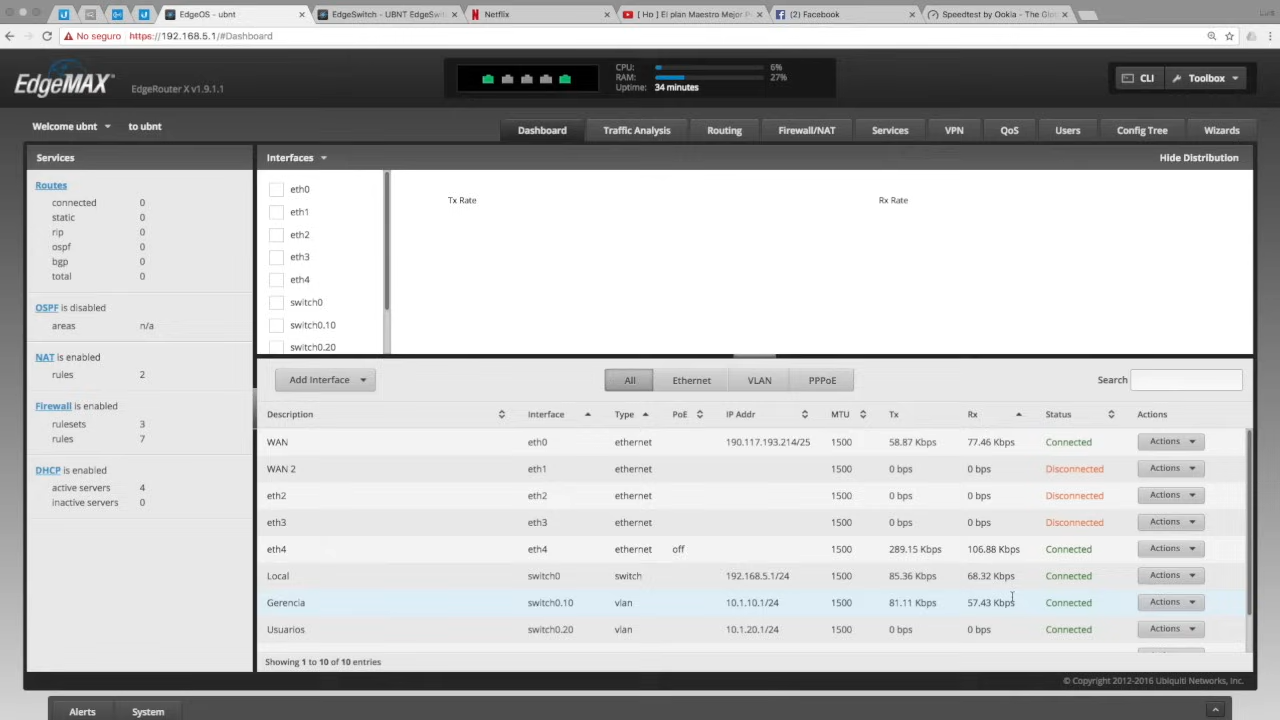 EdgeOS - ubnt
EdgeSwitch - UBNT EdgeSwi
Netflix
[ Ho ] El plan Maestro Mejor P
(2) Facebook
Speedtest by Ookia - The Glo
No seguro
https://192.168.5.1/#Dashboard
EdgeMAX
EdgeRouter X v1.9.1.1
CPU: 6%
RAM: 27%
Uptime: 34 minutes
CLI
Toolbox
Welcome ubnt
to ubnt
Dashboard
Traffic Analysis
Routing
Firewall/NAT
Services
VPN
QoS
Users
Config Tree
Wizards
Services
Routes
connected 0
static 0
rip 0
ospf 0
bgp 0
total 0
OSPF is disabled
areas n/a
NAT is enabled
rules 2
Firewall is enabled
rulesets 3
rules 7
DHCP is enabled
active servers 4
inactive servers 0
Interfaces
Hide Distribution
eth0
eth1
eth2
eth3
eth4
switch0
switch0.10
switch0.20
Tx Rate
Rx Rate
Add Interface
All
Ethernet
VLAN
PPPoE
Search
Description Interface Type PoE IP Addr MTU Tx Rx Status Actions
WAN eth0 ethernet 190.117.193.214/25 1500 58.87 Kbps 77.46 Kbps Connected Actions
WAN 2 eth1 ethernet 1500 0 bps 0 bps Disconnected Actions
eth2 eth2 ethernet 1500 0 bps 0 bps Disconnected Actions
eth3 eth3 ethernet 1500 0 bps 0 bps Disconnected Actions
eth4 eth4 ethernet off 1500 289.15 Kbps 106.88 Kbps Connected Actions
Local switch0 switch 192.168.5.1/24 1500 85.36 Kbps 68.32 Kbps Connected Actions
Gerencia switch0.10 vlan 10.1.10.1/24 1500 81.11 Kbps 57.43 Kbps Connected Actions
Usuarios switch0.20 vlan 10.1.20.1/24 1500 0 bps 0 bps Connected Actions
Showing 1 to 10 of 10 entries
© Copyright 2012-2016 Ubiquiti Networks, Inc.
Alerts
System